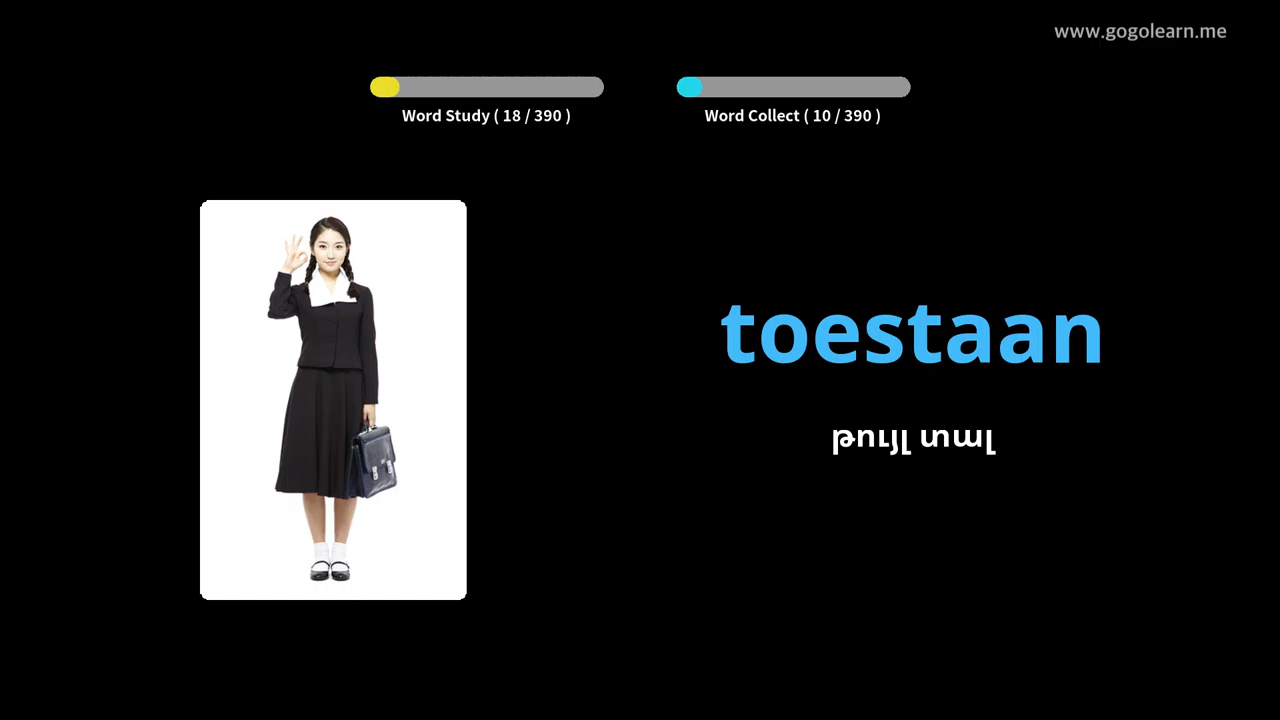 www.gogolearn.me
Word Study ( 18 / 390 )
Word Collect ( 10 / 390 )
toestaan
թույլ տալ